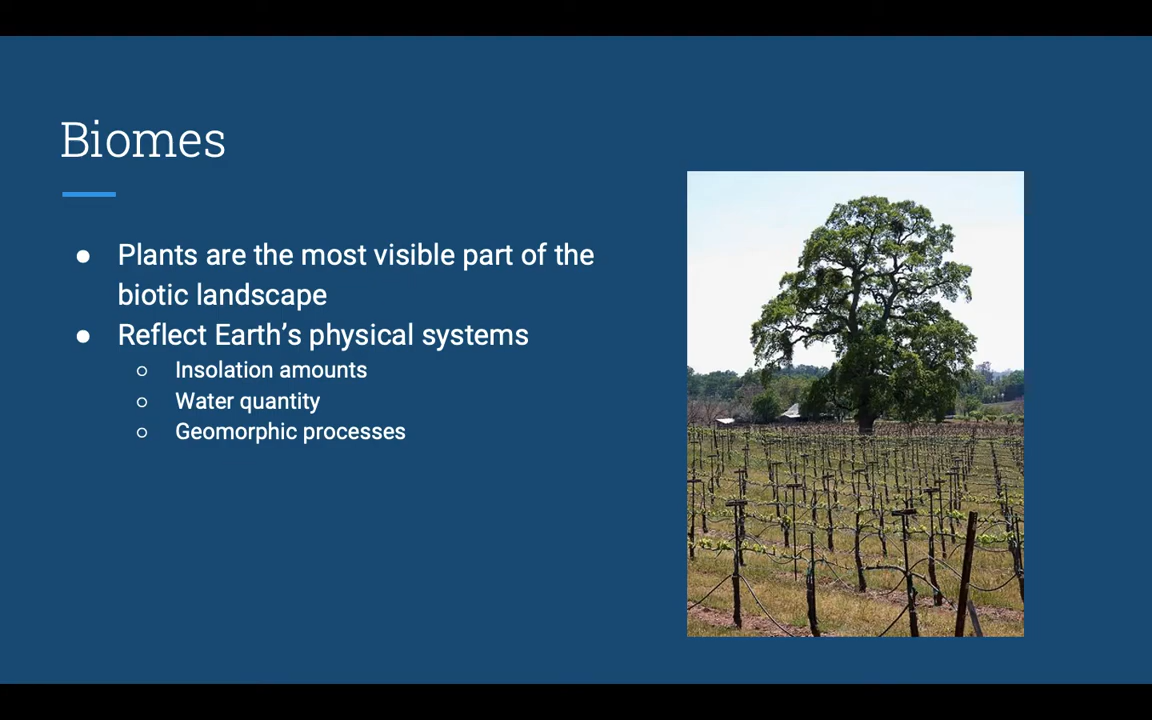 Biomes
● Plants are the most visible part of the
biotic landscape
● Reflect Earth’s physical systems
○ Insolation amounts
○ Water quantity
○ Geomorphic processes